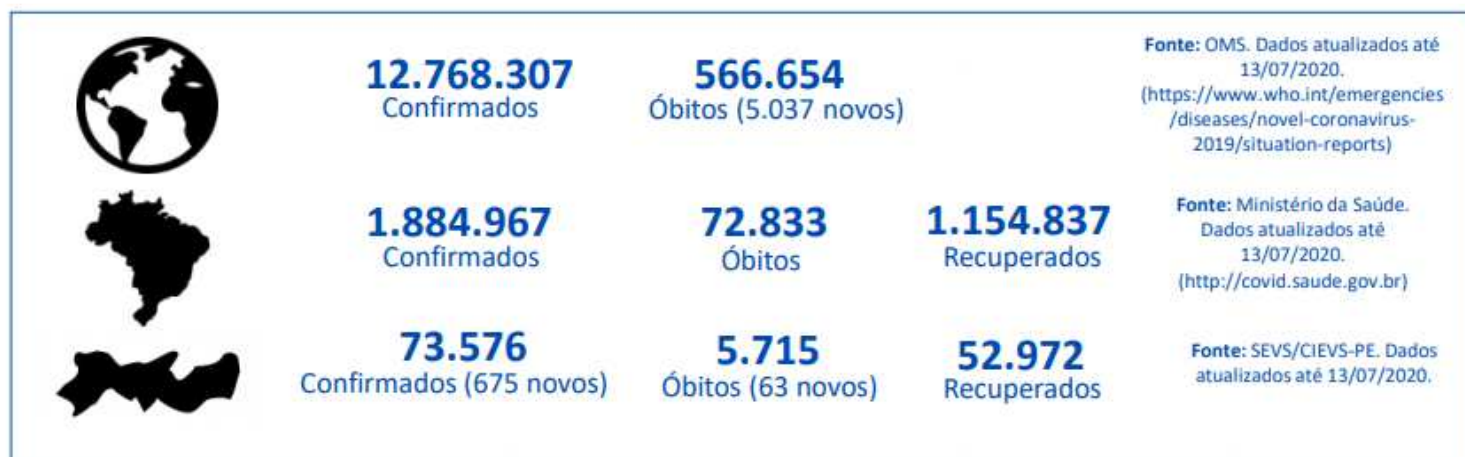 12.768.307
Confirmados
566.654
Óbitos (5.037 novos)
Fonte: OMS. Dados atualizados até
13/07/2020.
(https://www.who.int/emergencies
/diseases/novel-coronavirus-
2019/situation-reports)
1.884.967
Confirmados
72.833
Óbitos
1.154.837
Recuperados
Fonte: Ministério da Saúde.
Dados atualizados até
13/07/2020.
(http://covid.saude.gov.br)
73.576
Confirmados (675 novos)
5.715
Óbitos (63 novos)
52.972
Recuperados
Fonte: SEVS/CIEVS-PE. Dados
atualizados até 13/07/2020.